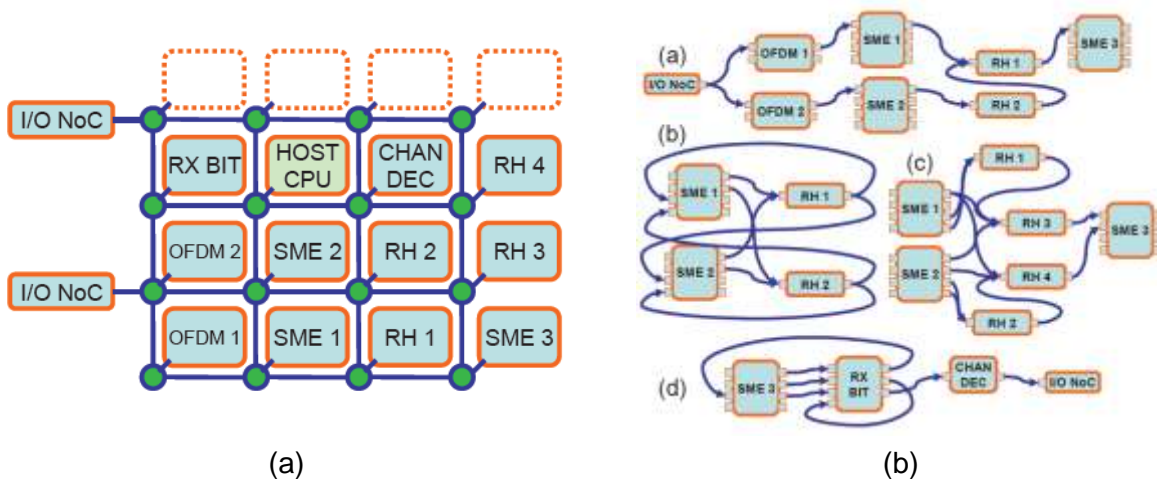 I/O NoC
RX BIT
HOST
CPU
CHAN
DEC
RH 4
OFDM 2
SME 2
RH 2
RH 3
I/O NoC
OFDM 1
SME 1
RH 1
SME 3
(a)
(a)
I/O NoC
OFDM 1
SME 1
RH 1
SME 3
OFDM 2
SME 2
RH 2
(b)
SME 1
RH 1
SME 2
RH 2
(c)
RH 1
SME 1
RH 3
SME 3
SME 2
RH 4
RH 2
(d)
SME 3
RX
BIT
CHAN
DEC
I/O NoC
(b)